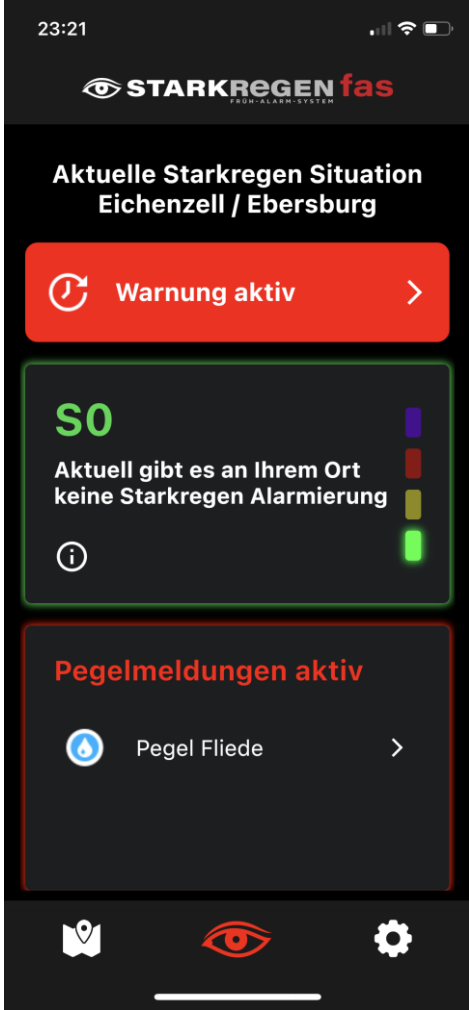 23:21
STARKREGEN fas
FRÜH-ALARM-SYSTEM
Aktuelle Starkregen Situation
Eichenzell / Ebersburg
Warnung aktiv
S0
Aktuell gibt es an Ihrem Ort
keine Starkregen Alarmierung
Pegelmeldungen aktiv
Pegel Fliede